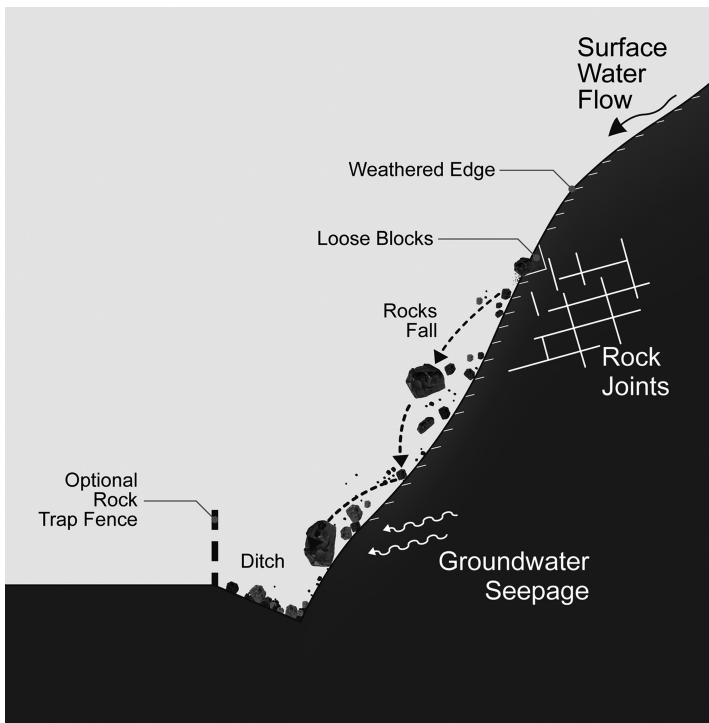 Surface
Water
Flow
Weathered Edge
Loose Blocks
Rocks
Fall
Rock
Joints
Optional
Rock
Trap Fence
Ditch
Groundwater
Seepage